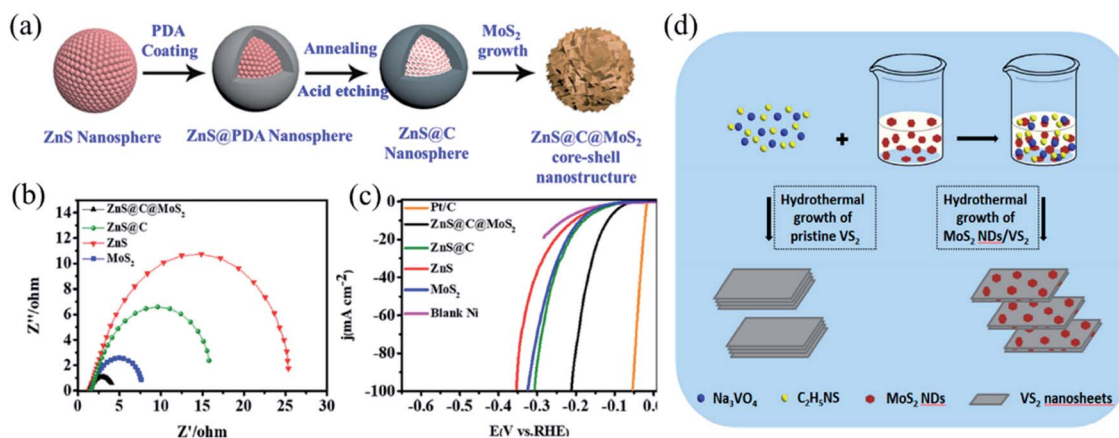 (a)
PDA
Coating
Annealing
Acid etching
MoS2
growth
ZnS Nanosphere
ZnS@PDA Nanosphere
ZnS@C
Nanosphere
ZnS@C@MoS2
core-shell
nanostructure
(b)
ZnS@C@MoS2
ZnS@C
ZnS
MoS2
Z''/ohm
14
12
10
8
6
4
2
0
0 5 10 15 20 25 30
Z'/ohm
(c)
Pt/C
ZnS@C@MoS2
ZnS@C
ZnS
MoS2
Blank Ni
j(mA cm-2)
0
-20
-40
-60
-80
-100
-0.6 -0.5 -0.4 -0.3 -0.2 -0.1 0.0
E(V vs.RHE)
(d)
+
Hydrothermal
growth of
pristine VS2
Hydrothermal
growth of
MoS2 NDs/VS2
Na3VO4
C2H5NS
MoS2 NDs
VS2 nanosheets